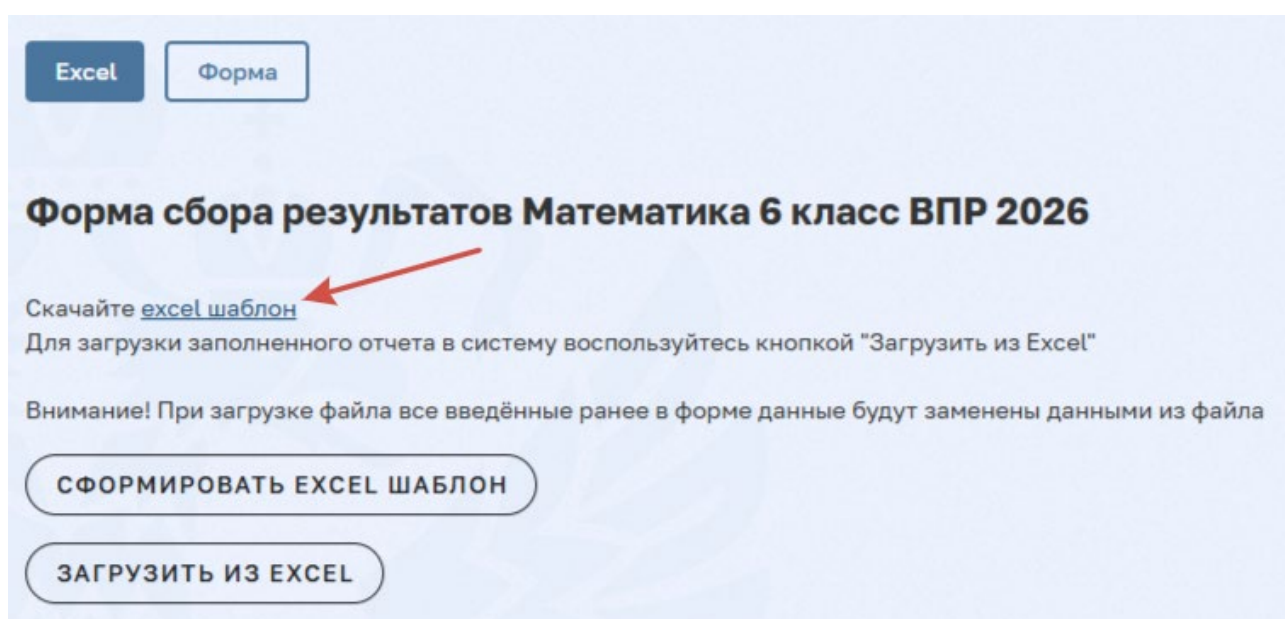 Excel
Форма
Форма сбора результатов Математика 6 класс ВПР 2026
Скачайте excel шаблон
Для загрузки заполненного отчета в систему воспользуйтесь кнопкой "Загрузить из Excel"
Внимание! При загрузке файла все введённые ранее в форме данные будут заменены данными из файла
СФОРМИРОВАТЬ EXCEL ШАБЛОН
ЗАГРУЗИТЬ ИЗ EXCEL